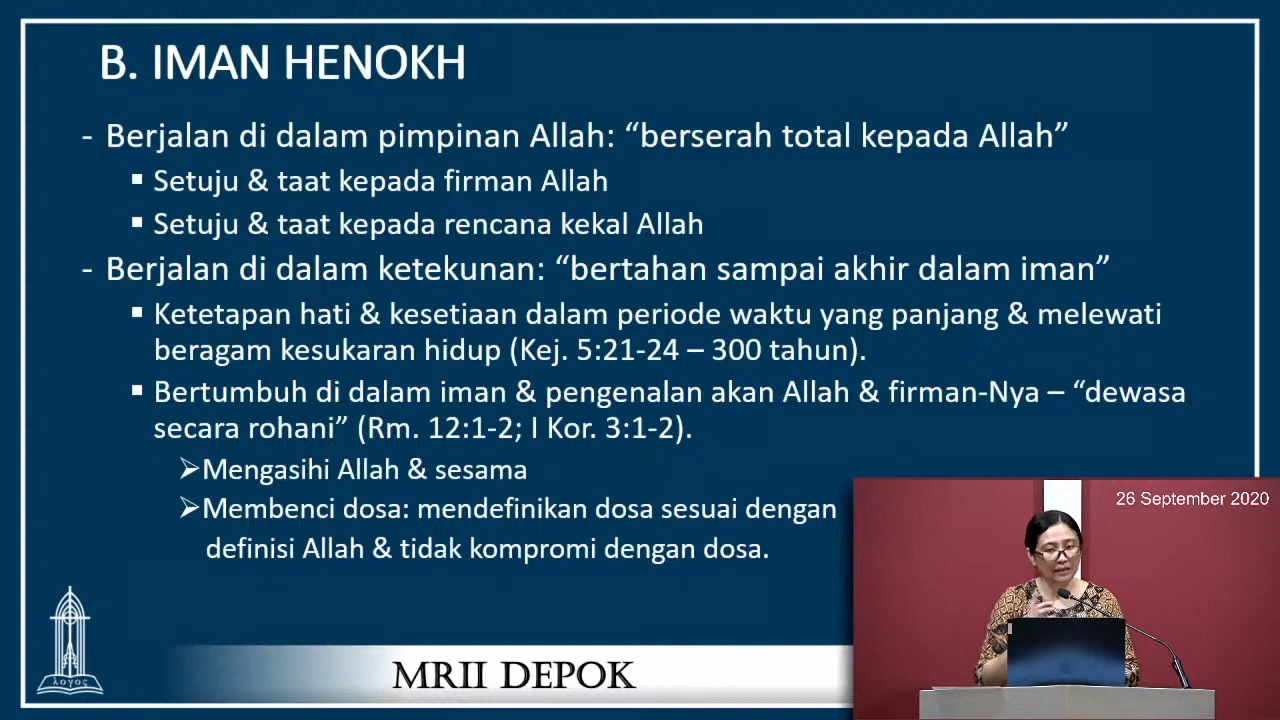 B. IMAN HENOKH
- Berjalan di dalam pimpinan Allah: “berserah total kepada Allah”
▪ Setuju & taat kepada firman Allah
▪ Setuju & taat kepada rencana kekal Allah
- Berjalan di dalam ketekunan: “bertahan sampai akhir dalam iman”
▪ Ketetapan hati & kesetiaan dalam periode waktu yang panjang & melewati
beragam kesukaran hidup (Kej. 5:21-24 – 300 tahun).
▪ Bertumbuh di dalam iman & pengenalan akan Allah & firman-Nya – “dewasa
secara rohani” (Rm. 12:1-2; I Kor. 3:1-2).
➢Mengasihi Allah & sesama
➢Membenci dosa: mendefinikan dosa sesuai dengan
definisi Allah & tidak kompromi dengan dosa.
26 September 2020
λογος
MRII DEPOK